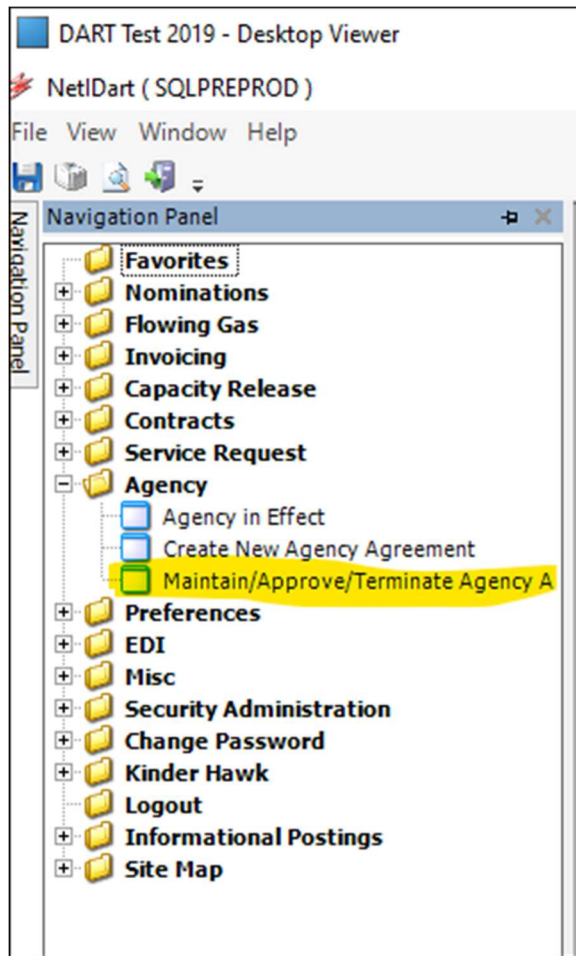 DART Test 2019 - Desktop Viewer
NetIDart ( SQLPREPROD )
File View Window Help
Navigation Panel
Navigation Panel
Favorites
Nominations
Flowing Gas
Invoicing
Capacity Release
Contracts
Service Request
Agency
Agency in Effect
Create New Agency Agreement
Maintain/Approve/Terminate Agency A
Preferences
EDI
Misc
Security Administration
Change Password
Kinder Hawk
Logout
Informational Postings
Site Map